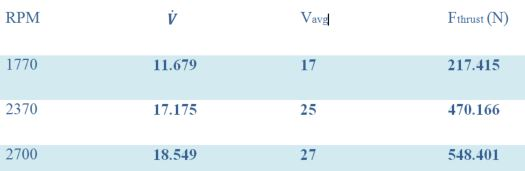 RPM V̇ Vavg Fthrust (N)
1770 11.679 17 217.415
2370 17.175 25 470.166
2700 18.549 27 548.401